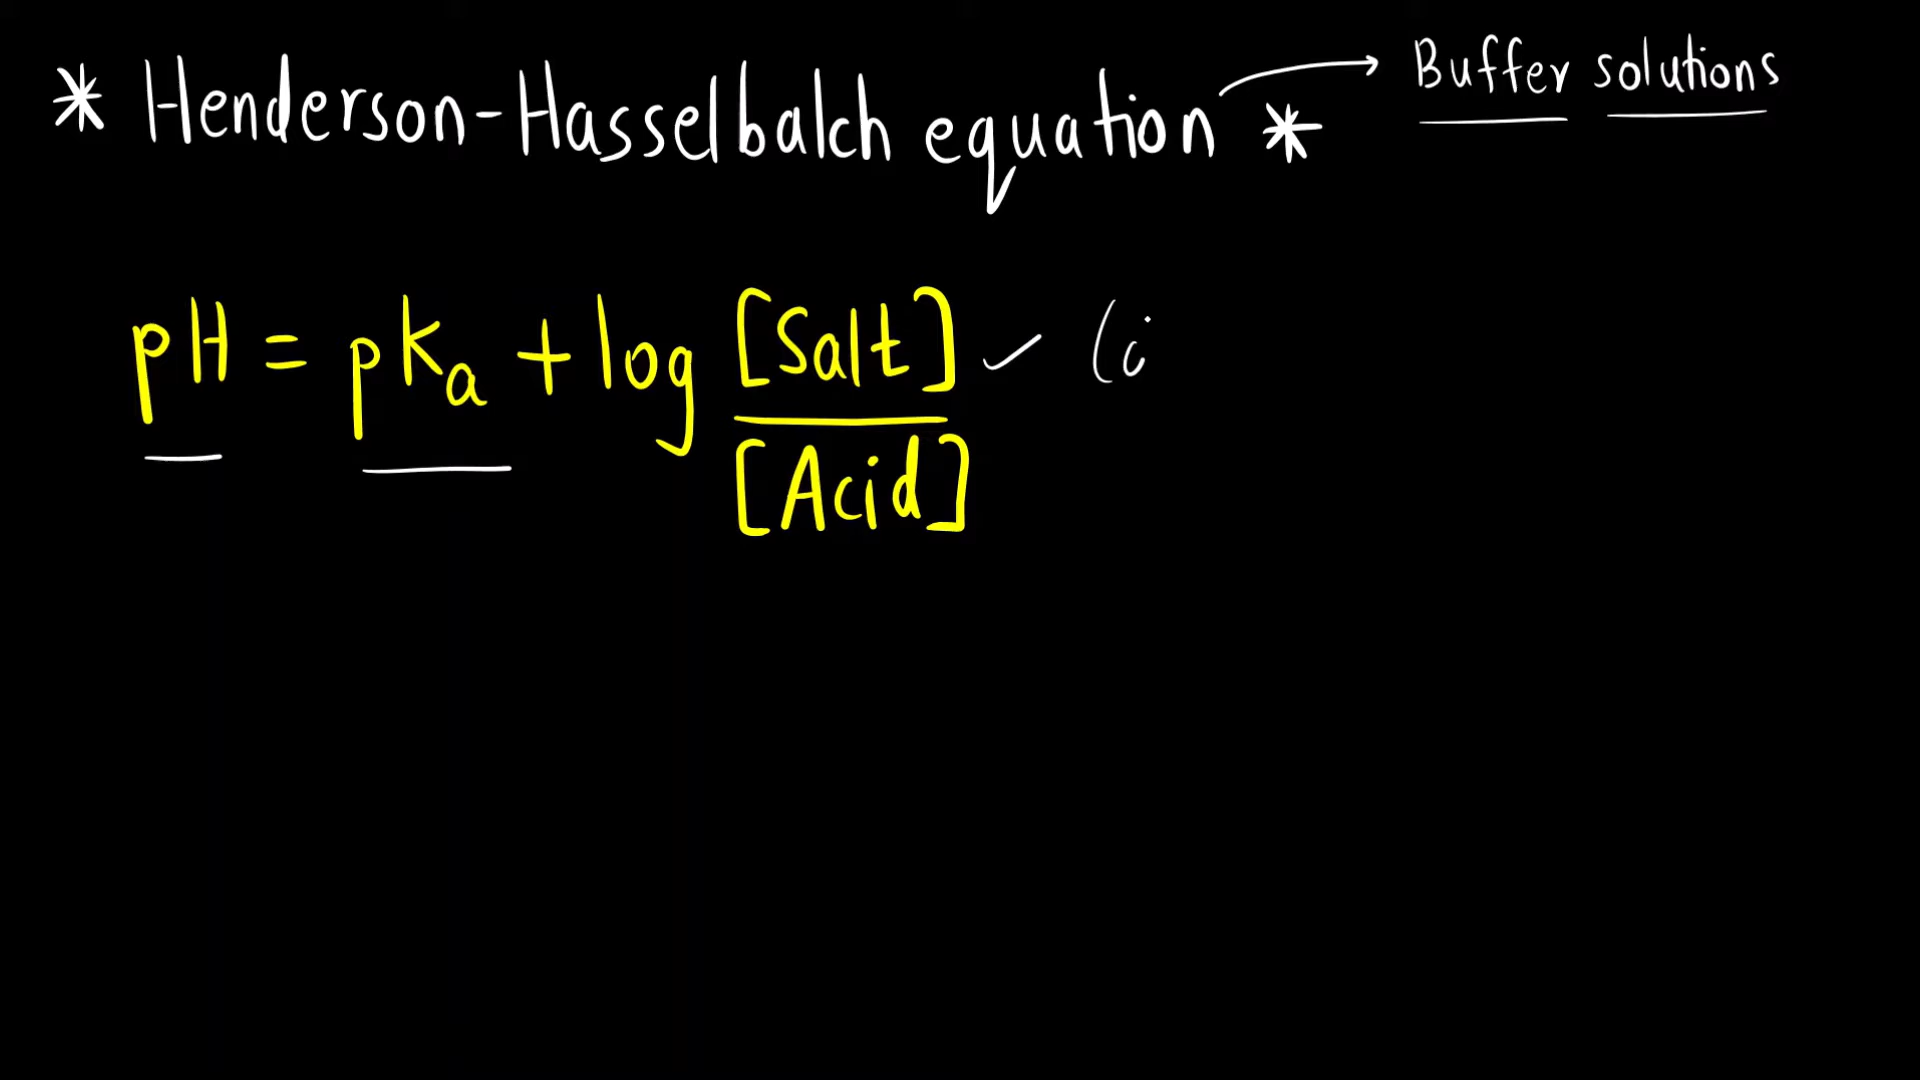 * Henderson-Hasselbalch equation * → Buffer solutions
pH = pKa + log [Salt] ✓ (i
[Acid]